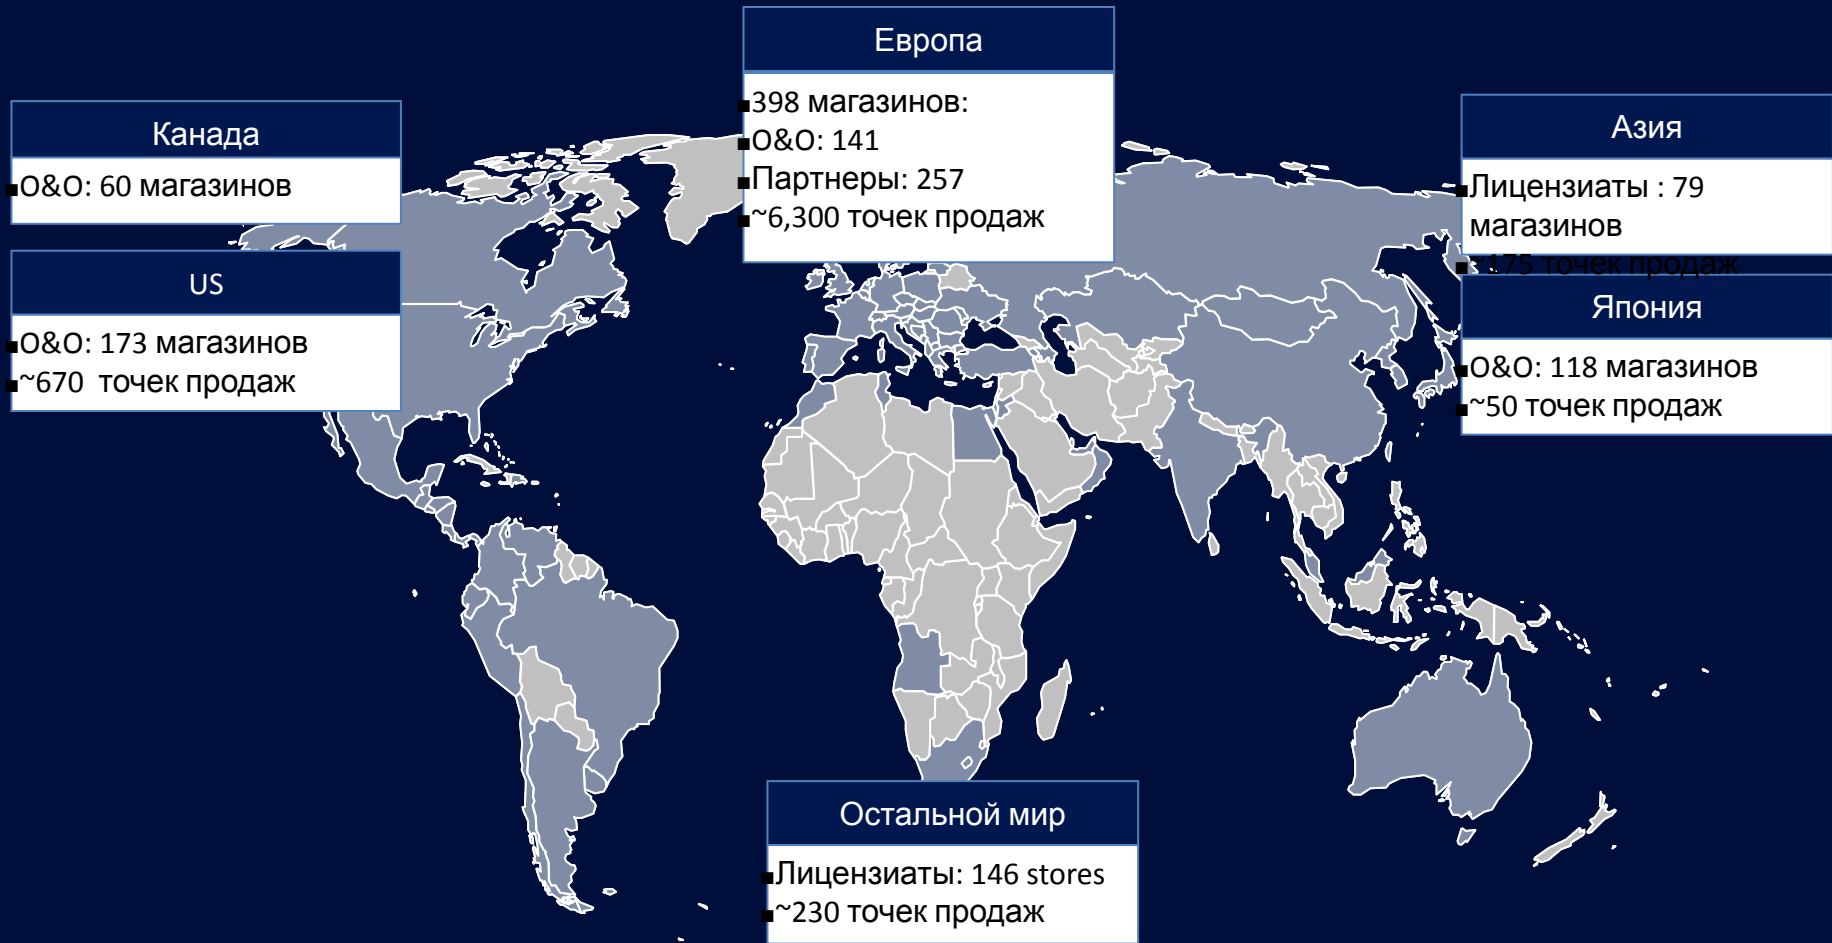 Европа
■398 магазинов:
■O&O: 141
■Партнеры: 257
■~6,300 точек продаж
Канада
■O&O: 60 магазинов
US
■O&O: 173 магазинов
■~670 точек продаж
Азия
■Лицензиаты : 79
магазинов
■~175 точек продаж
Япония
■O&O: 118 магазинов
■~50 точек продаж
Остальной мир
■Лицензиаты: 146 stores
■~230 точек продаж